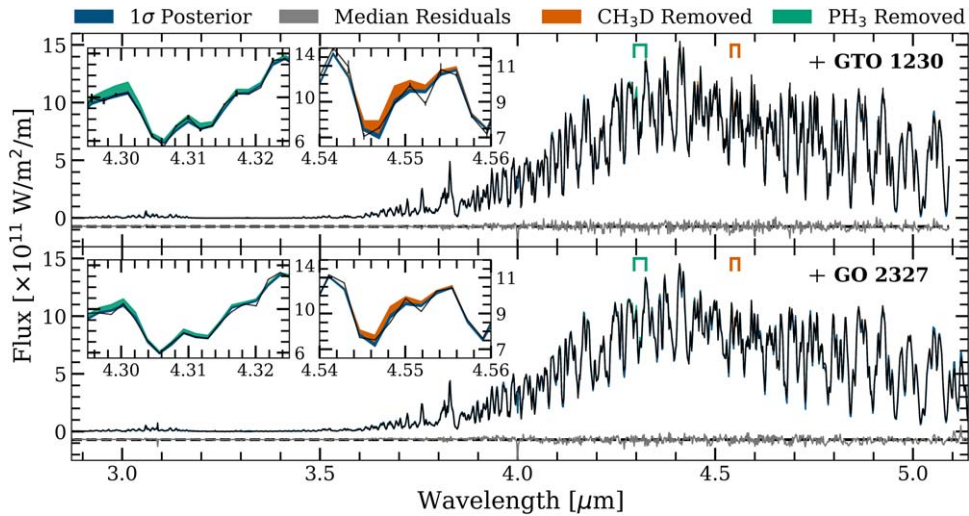 1σ Posterior Median Residuals CH₃D Removed PH₃ Removed
15
10
5
0
14
10
6
4.30 4.31 4.32
11
9
7
4.54 4.55 4.56
+ GTO 1230
15
10
5
0
14
10
6
4.30 4.31 4.32
11
9
7
4.54 4.55 4.56
+ GO 2327
3.0 3.5 4.0 4.5 5.0
Wavelength [μm]
Flux [×10¹¹ W/m²/m]